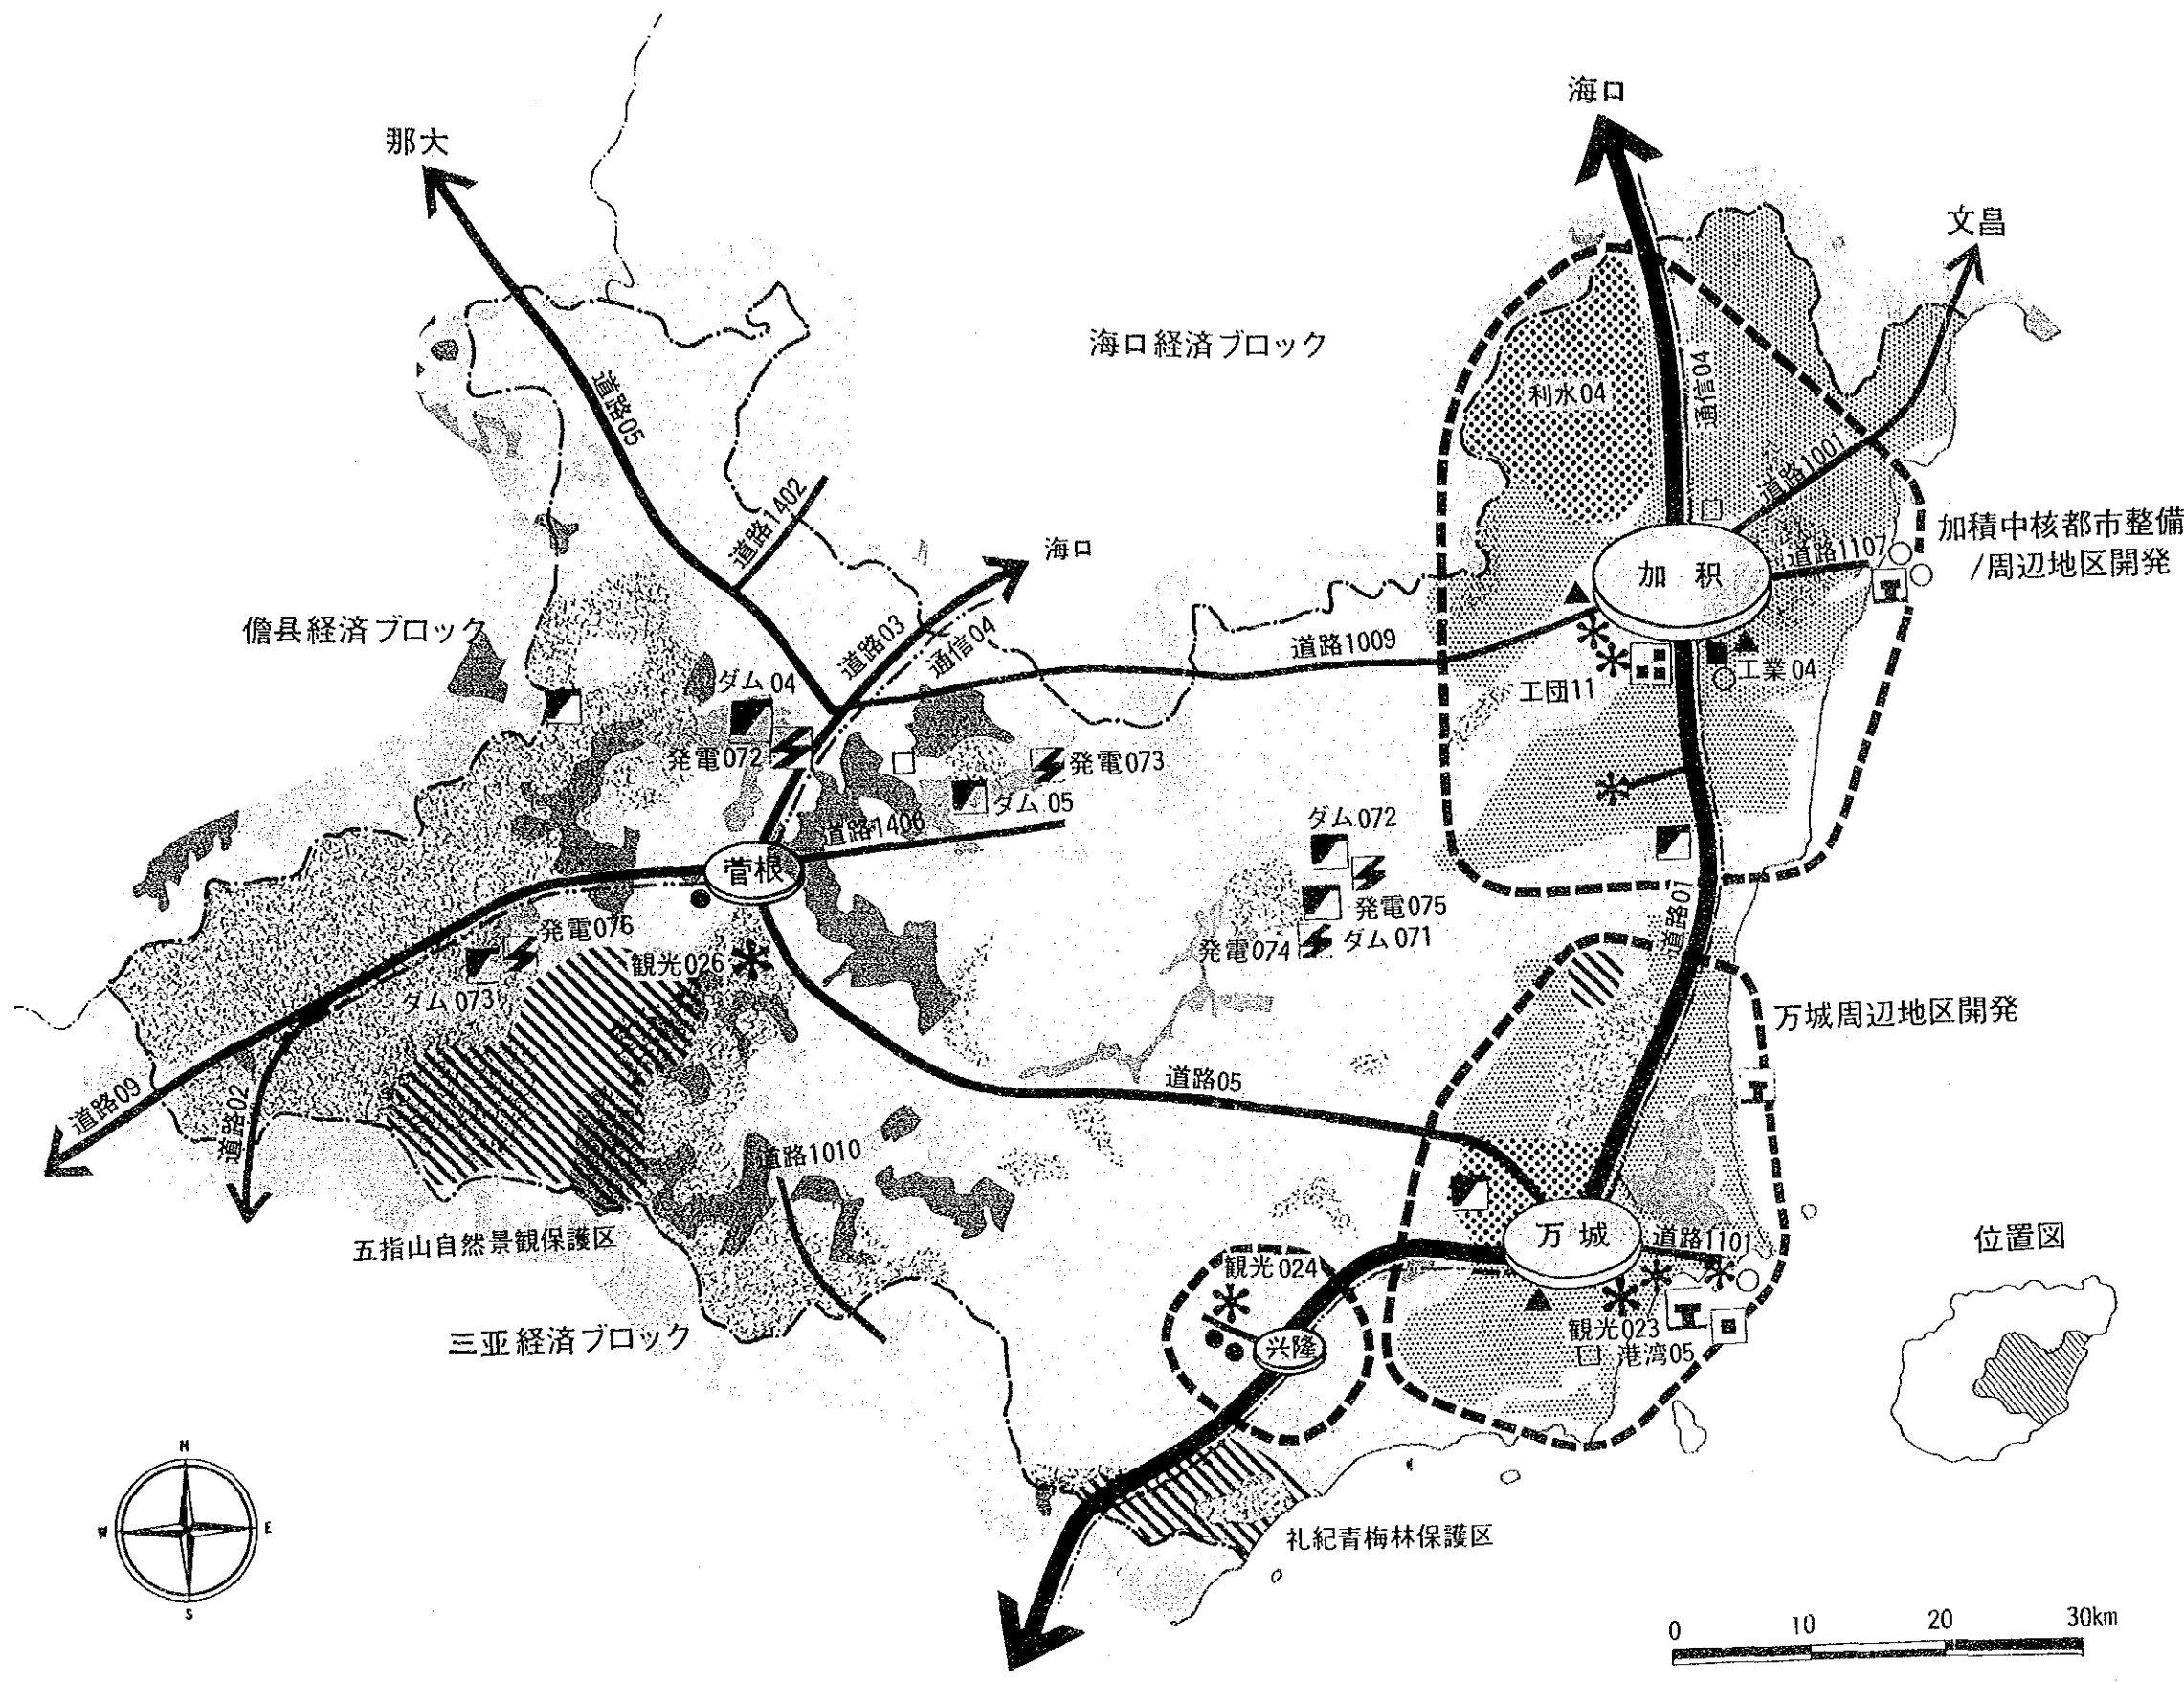 海口
那大
文昌
海口経済ブロック
道路05
利水04
通信04
道路1001
道路1402
加積中核都市整備
/周辺地区開発
海口
道路1107
加积
儋县経済ブロック
道路03
通信04
道路1009
工業04
工団11
ダム04
発電072
発電073
ダム05
道路1406
ダム072
菅根
発電075
ダム071
発電074
道路01
発電076
観光026
ダム073
万城周辺地区開発
道路05
道路09
道路02
道路1010
五指山自然景観保護区
万城
道路1101
位置図
観光024
観光023
港湾05
兴隆
三亚経済ブロック
礼紀青梅林保護区
N
W
E
S
0
10
20
30km